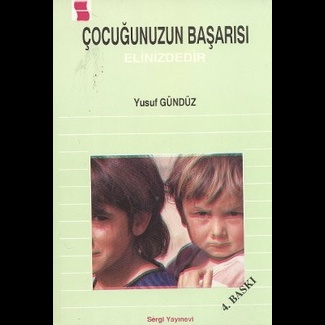 ÇOCUĞUNUZUN BAŞARISI
ELİNİZDEDİR
Yusuf GÜNDÜZ
4. BASKI
Sergi Yayınevi